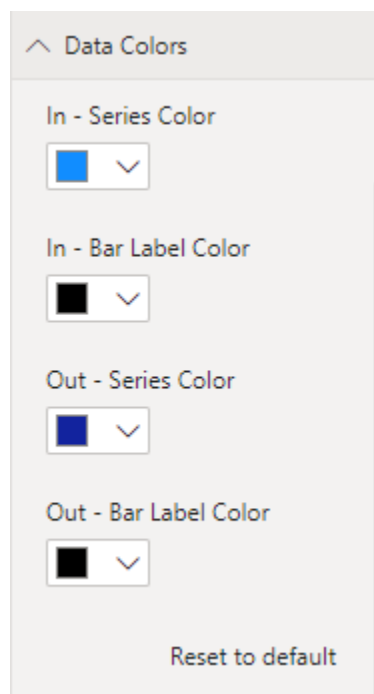 Data Colors
In - Series Color
In - Bar Label Color
Out - Series Color
Out - Bar Label Color
Reset to default